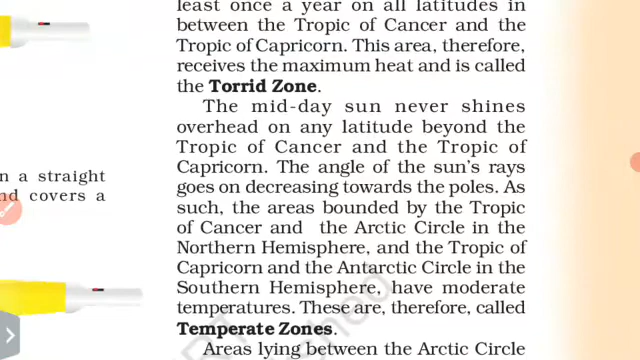 least once a year on all latitudes in
between the Tropic of Cancer and the
Tropic of Capricorn. This area, therefore,
receives the maximum heat and is called
the Torrid Zone.
The mid-day sun never shines
overhead on any latitude beyond the
Tropic of Cancer and the Tropic of
Capricorn. The angle of the sun's rays
goes on decreasing towards the poles. As
such, the areas bounded by the Tropic
of Cancer and the Arctic Circle in the
Northern Hemisphere, and the Tropic of
Capricorn and the Antarctic Circle in the
Southern Hemisphere, have moderate
temperatures. These are, therefore, called
Temperate Zones.
Areas lying between the Arctic Circle
n a straight
nd covers a